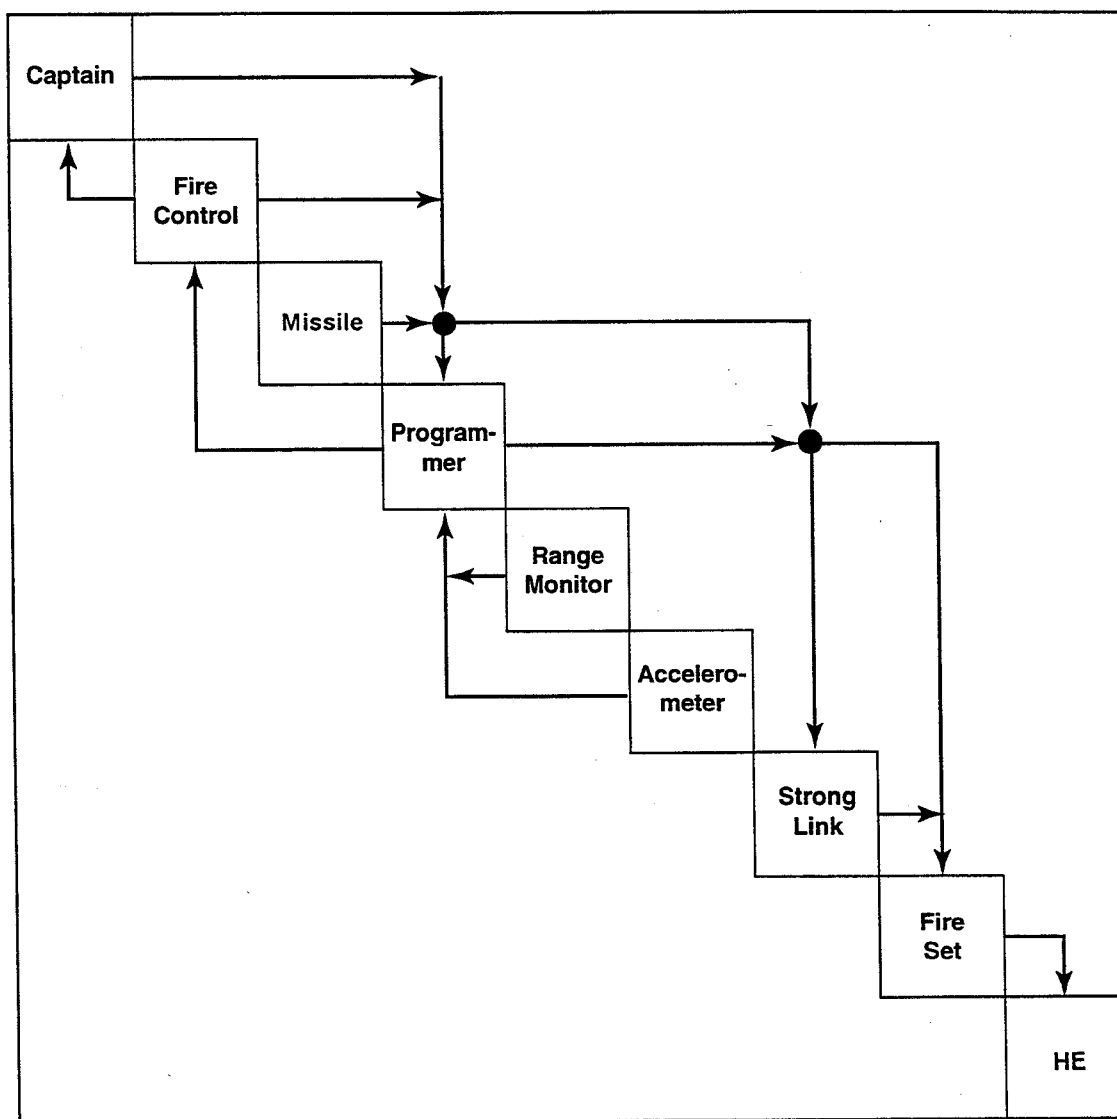 Captain
Fire
Control
Missile
Program-
mer
Range
Monitor
Accelero-
meter
Strong
Link
Fire
Set
HE